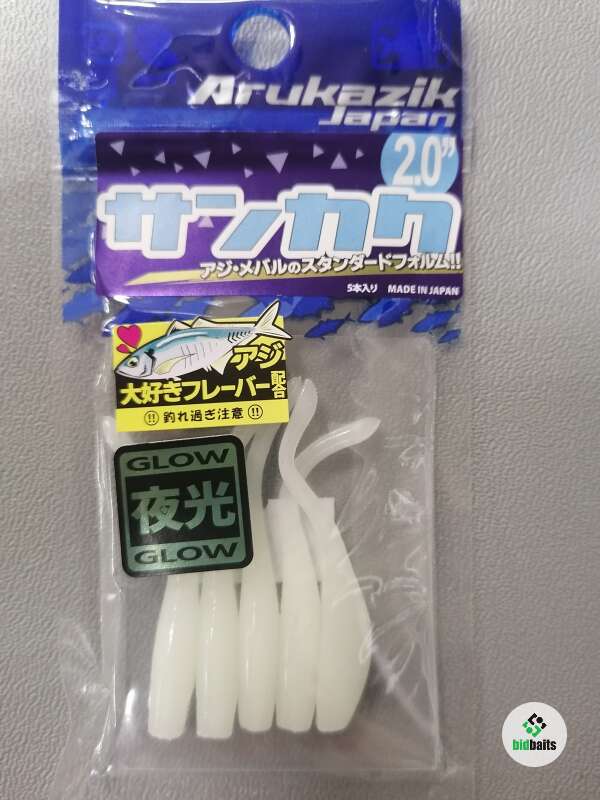 Arukazik
Japan
2.0"
サンカク
アジ・メバルのスタンダードフォルム!!
5本入り MADE IN JAPAN
アジ
大好きフレーバー配合
!! 釣れ過ぎ注意 !!
GLOW
夜光
GLOW
bidbaits